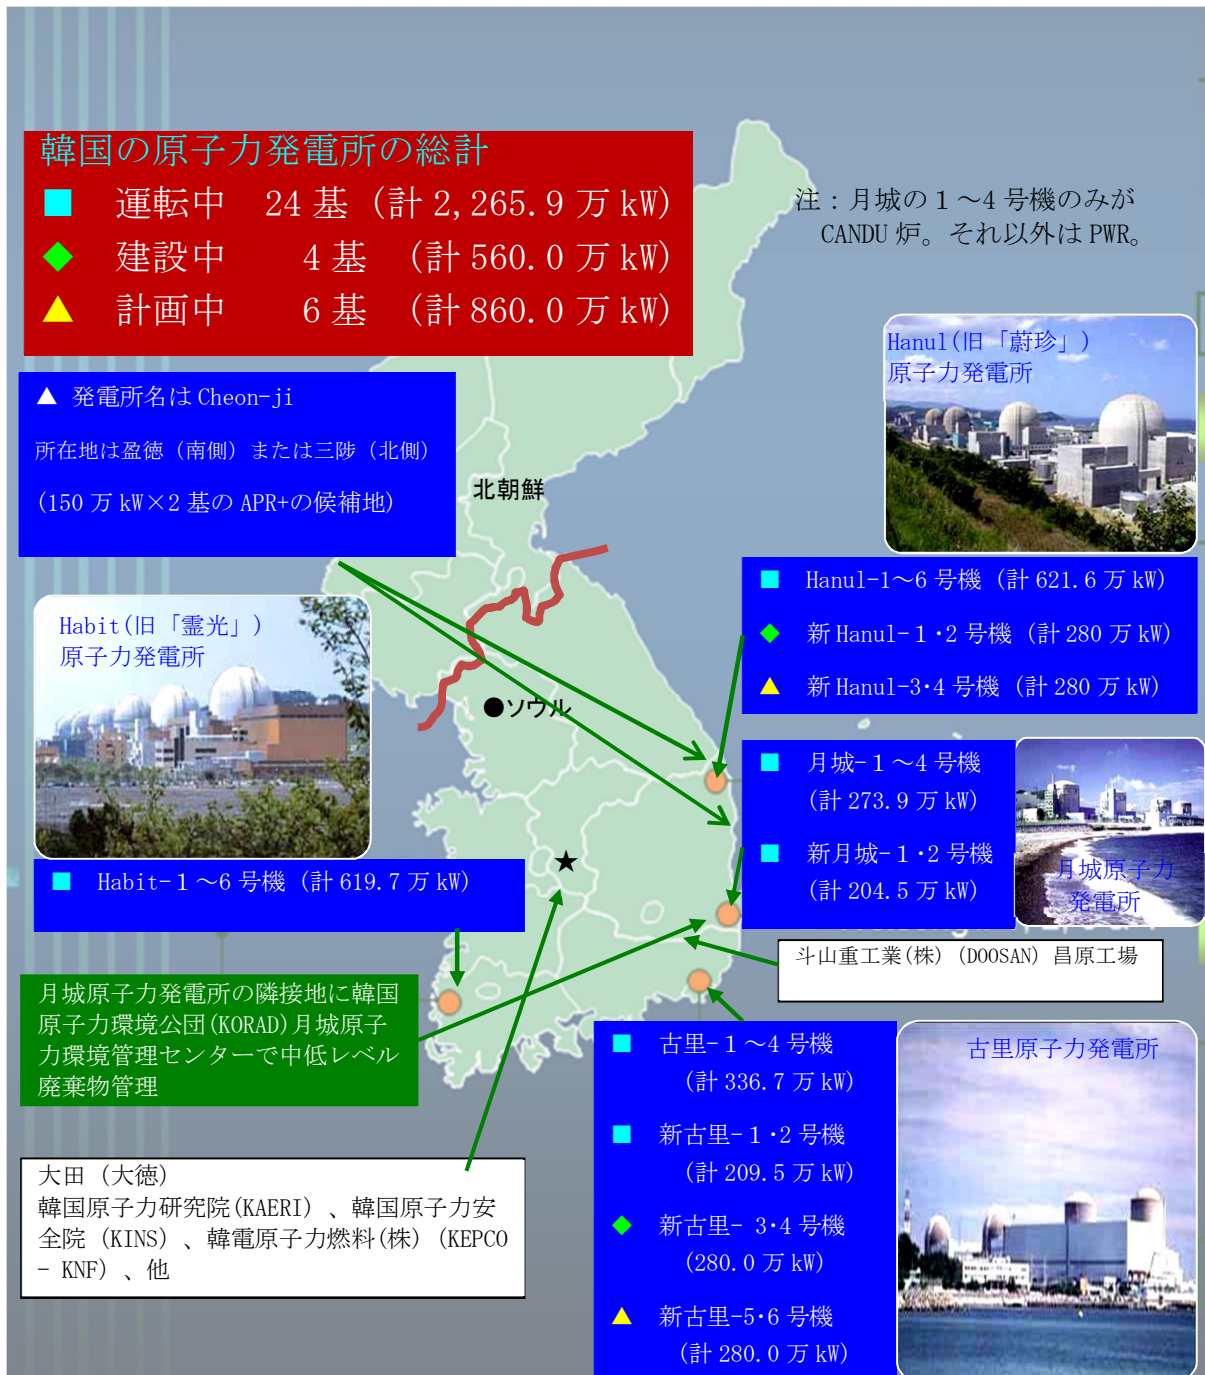 韓国の原子力発電所の総計
■ 運転中 24 基 (計 2,265.9 万 kW)
◆ 建設中 4 基 (計 560.0 万 kW)
▲ 計画中 6 基 (計 860.0 万 kW)
注：月城の１～4 号機のみが
CANDU 炉。それ以外は PWR。
▲ 発電所名は Cheon-ji
所在地は盈徳（南側）または三陟（北側）
(150 万 kW×2 基の APR+の候補地)
Hanul(旧「蔚珍」)
原子力発電所
北朝鮮
■ Hanul-1～6 号機 (計 621.6 万 kW)
◆ 新 Hanul-１･2 号機 (計 280 万 kW)
▲ 新 Hanul-3･4 号機 (計 280 万 kW)
Habit(旧「霊光」)
原子力発電所
●ソウル
■ 月城-１～4 号機
(計 273.9 万 kW)
■ 新月城-１･2 号機
(計 204.5 万 kW)
月城原子力
発電所
★
■ Habit-１～6 号機 (計 619.7 万 kW)
斗山重工業(株) (DOOSAN) 昌原工場
月城原子力発電所の隣接地に韓国
原子力環境公団(KORAD)月城原子
力環境管理センターで中低レベル
廃棄物管理
■ 古里-１～4 号機
(計 336.7 万 kW)
■ 新古里-１･2 号機
(計 209.5 万 kW)
◆ 新古里- 3･4 号機
(280.0 万 kW)
▲ 新古里-5･6 号機
(計 280.0 万 kW)
古里原子力発電所
大田（大徳）
韓国原子力研究院(KAERI) 、韓国原子力安
全院 (KINS) 、韓電原子力燃料(株) (KEPCO
- KNF) 、他